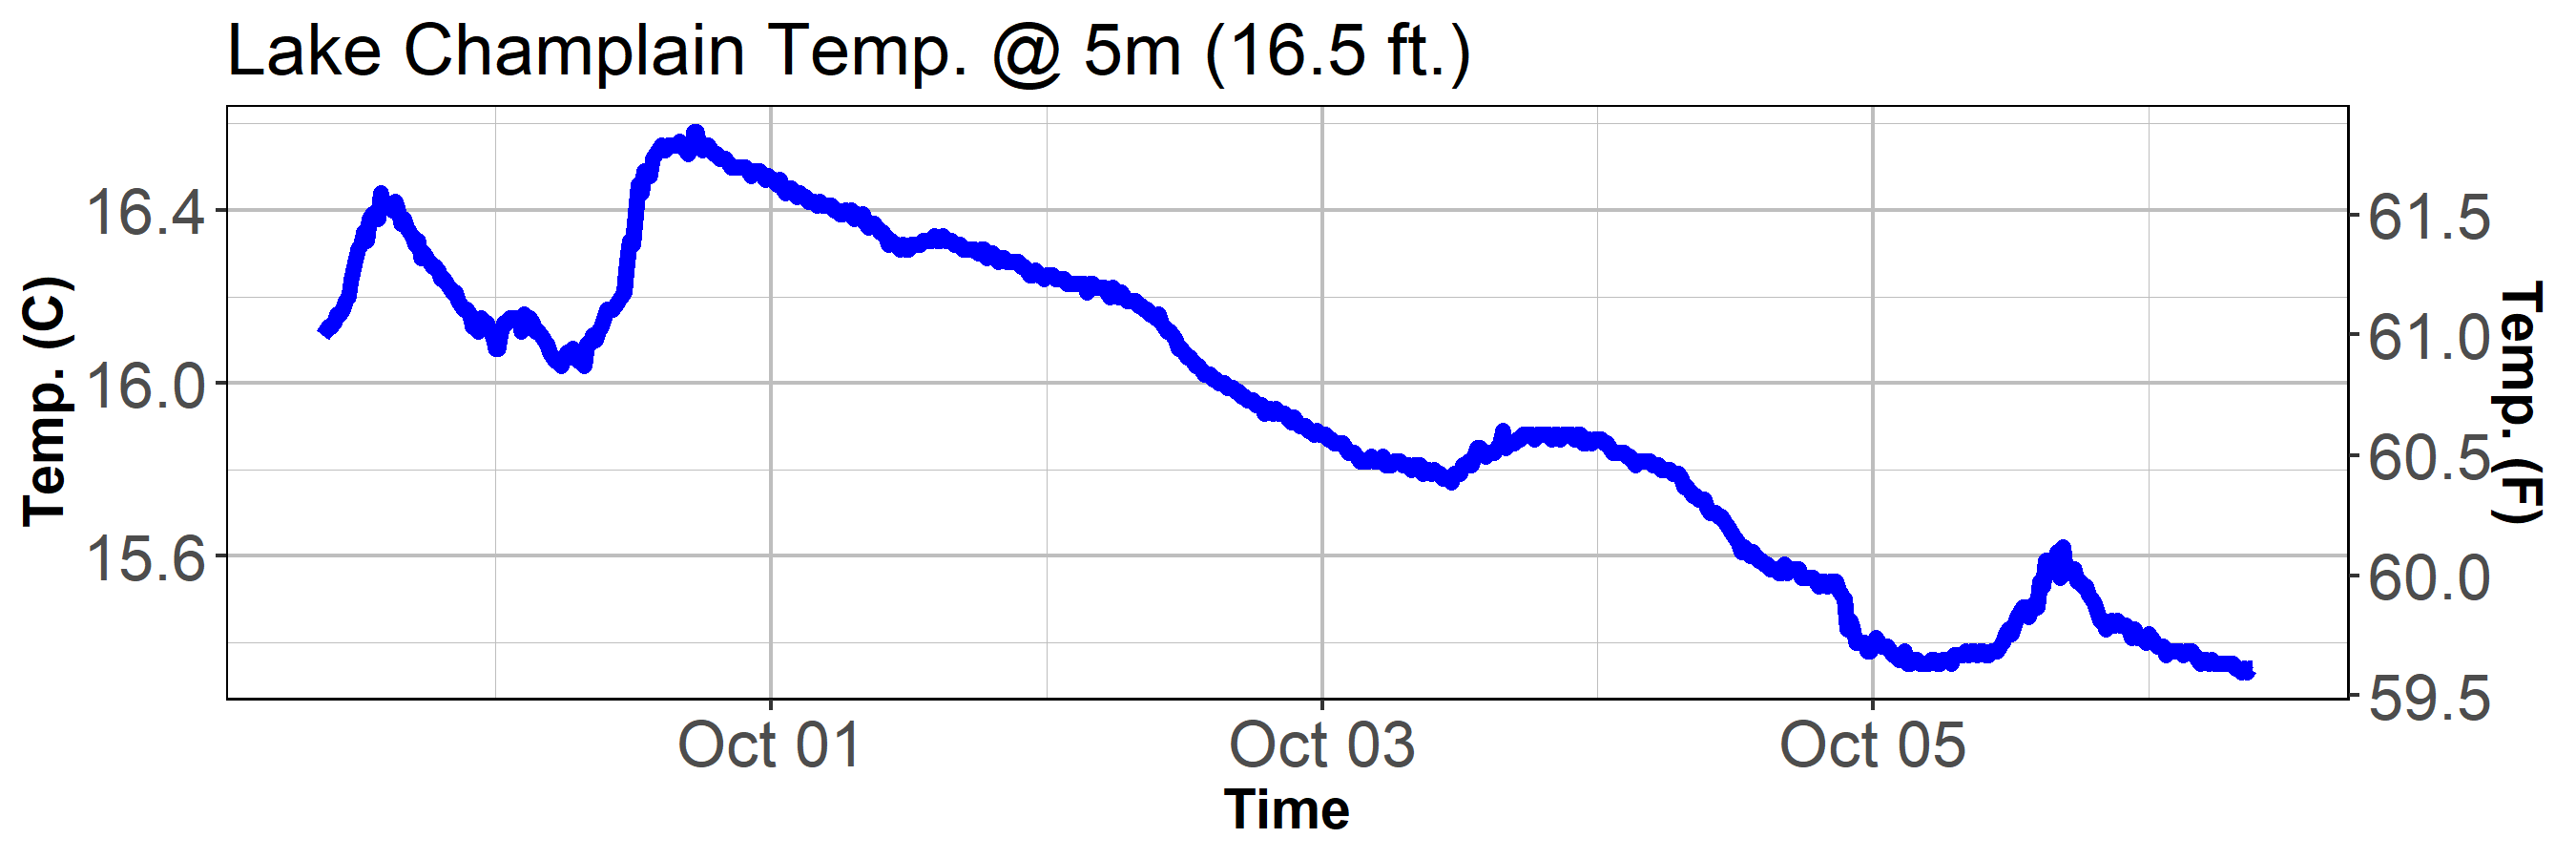 Lake Champlain Temp. @ 5m (16.5 ft.)
Temp. (C)
16.4
16.0
15.6
61.5
61.0
60.5
60.0
59.5
Temp. (F)
Oct 01 Oct 03 Oct 05
Time